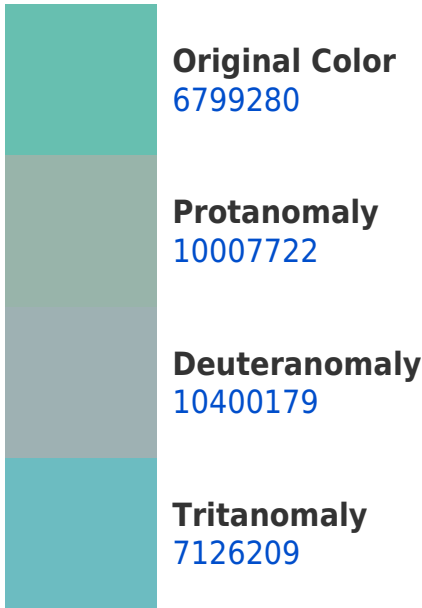 Original Color
6799280
Protanomaly
10007722
Deuteranomaly
10400179
Tritanomaly
7126209